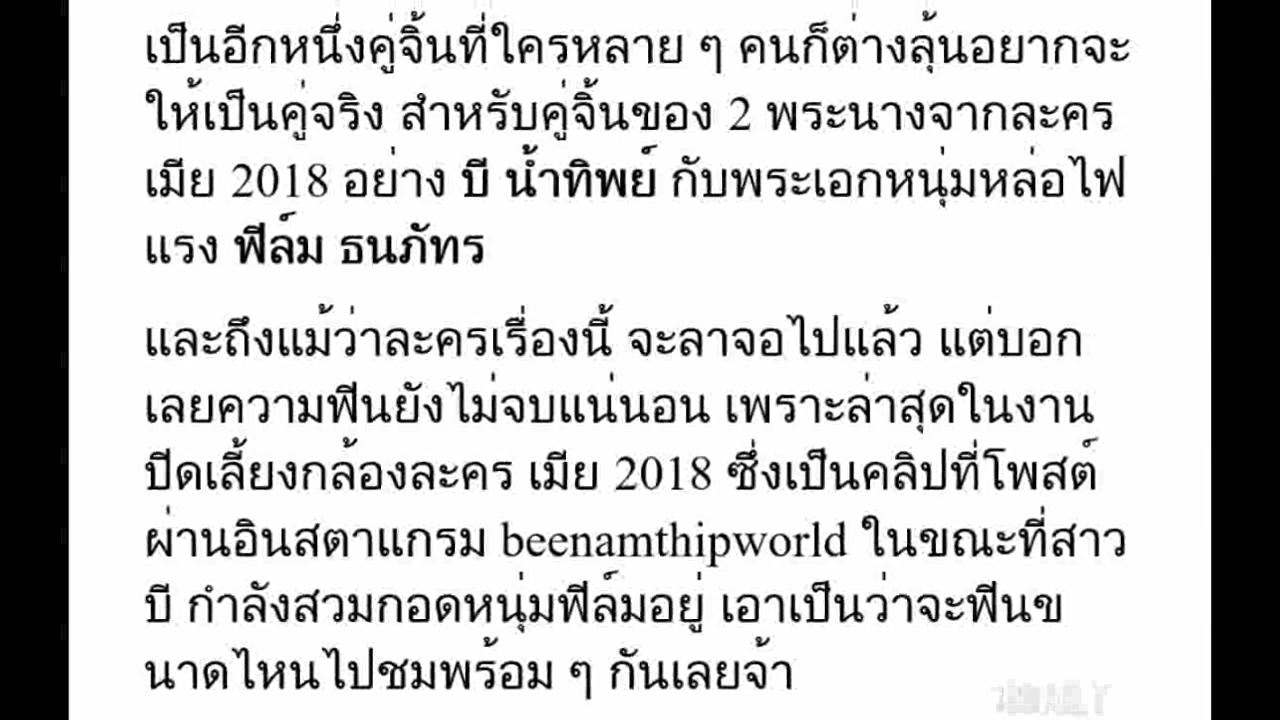 เป็นอีกหนึ่งคู่จิ้นที่ใครหลาย ๆ คนก็ต่างลุ้นอยากจะ
ให้เป็นคู่จริง สำหรับคู่จิ้นของ 2 พระนางจากละคร
เมีย 2018 อย่าง บี น้ำทิพย์ กับพระเอกหนุ่มหล่อไฟ
แรง ฟิล์ม ธนภัทร
และถึงแม้ว่าละครเรื่องนี้ จะลาจอไปแล้ว แต่บอก
เลยความฟินยังไม่จบแน่นอน เพราะล่าสุดในงาน
ปิดเลี้ยงกล้องละคร เมีย 2018 ซึ่งเป็นคลิปที่โพสต์
ผ่านอินสตาแกรม beenamthipworld ในขณะที่สาว
บี กำลังสวมกอดหนุ่มฟิล์มอยู่ เอาเป็นว่าจะฟินข
นาดไหนไปชมพร้อม ๆ กันเลยจ้า